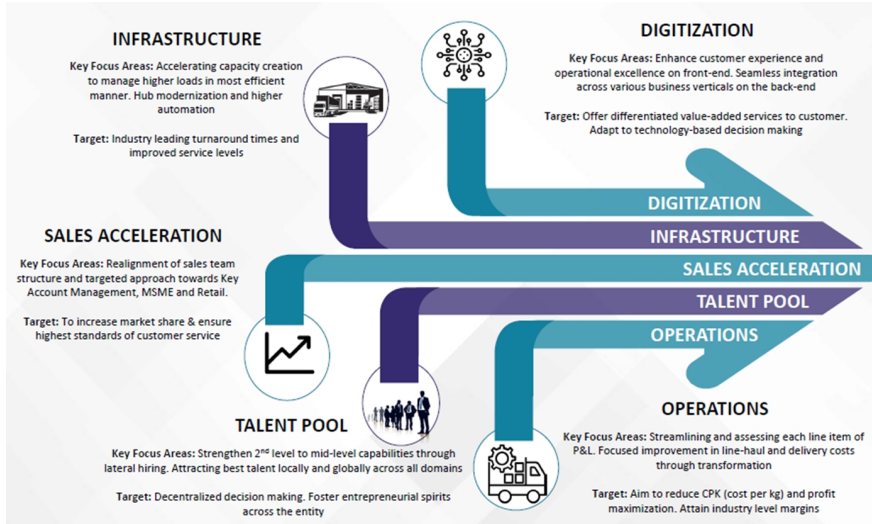 INFRASTRUCTURE
Key Focus Areas: Accelerating capacity creation
to manage higher loads in most efficient
manner. Hub modernization and higher
automation
Target: Industry leading turnaround times and
improved service levels
DIGITIZATION
Key Focus Areas: Enhance customer experience and
operational excellence on front-end. Seamless integration
across various business verticals on the back-end
Target: Offer differentiated value-added services to customer.
Adapt to technology-based decision making
DIGITIZATION
INFRASTRUCTURE
SALES ACCELERATION
TALENT POOL
OPERATIONS
SALES ACCELERATION
Key Focus Areas: Realignment of sales team
structure and targeted approach towards Key
Account Management, MSME and Retail.
Target: To increase market share & ensure
highest standards of customer service
TALENT POOL
Key Focus Areas: Strengthen 2nd level to mid-level capabilities through
lateral hiring. Attracting best talent locally and globally across all domains
Target: Decentralized decision making. Foster entrepreneurial spirits
across the entity
OPERATIONS
Key Focus Areas: Streamlining and assessing each line item of
P&L. Focused improvement in line-haul and delivery costs
through transformation
Target: Aim to reduce CPK (cost per kg) and profit
maximization. Attain industry level margins